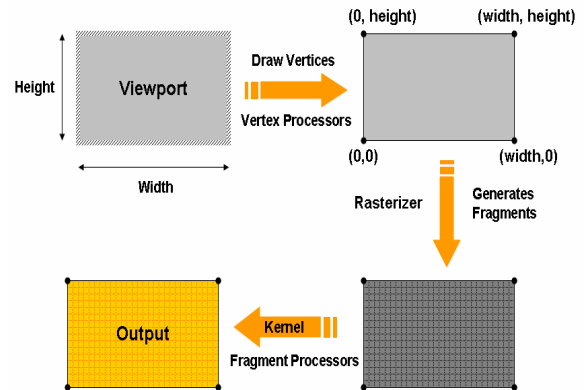 (0, height)
(width, height)
Draw Vertices
Height
Viewport
Vertex Processors
(0,0)
(width,0)
Width
Rasterizer
Generates
Fragments
Output
Kernel
Fragment Processors